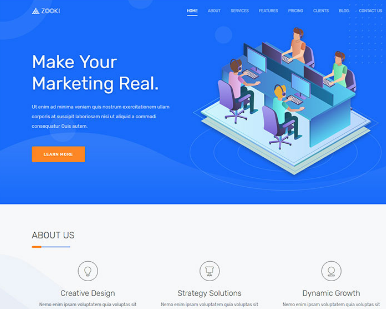 ZOOKI
HOME ABOUT SERVICES FEATURES PRICING CLIENTS BLOG CONTACT US
Make Your
Marketing Real.
Ut enim ad minima veniam quis nostrum exercitationem ullam
corporis at suscipit laboriosam nisi ut aliquid a commodi
consequatur Quis autem.
LEARN MORE
ABOUT US
Creative Design Strategy Solutions Dynamic Growth
Nemo enim ipsam voluptatem quia voluptas sit Nemo enim ipsam voluptatem quia voluptas sit Nemo enim ipsam voluptatem quia voluptas sit